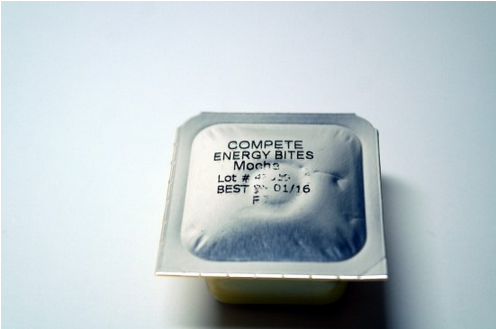 COMPETE
ENERGY BITES
Mocha
Lot #
BEST 01/16